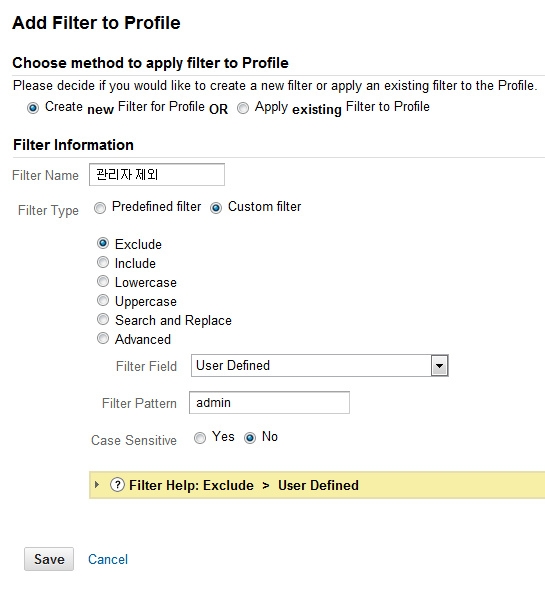 Add Filter to Profile
Choose method to apply filter to Profile
Please decide if you would like to create a new filter or apply an existing filter to the Profile.
Create new Filter for Profile OR Apply existing Filter to Profile
Filter Information
Filter Name 관리자 제외
Filter Type Predefined filter Custom filter
Exclude
Include
Lowercase
Uppercase
Search and Replace
Advanced
Filter Field User Defined
Filter Pattern admin
Case Sensitive Yes No
? Filter Help: Exclude > User Defined
Save Cancel